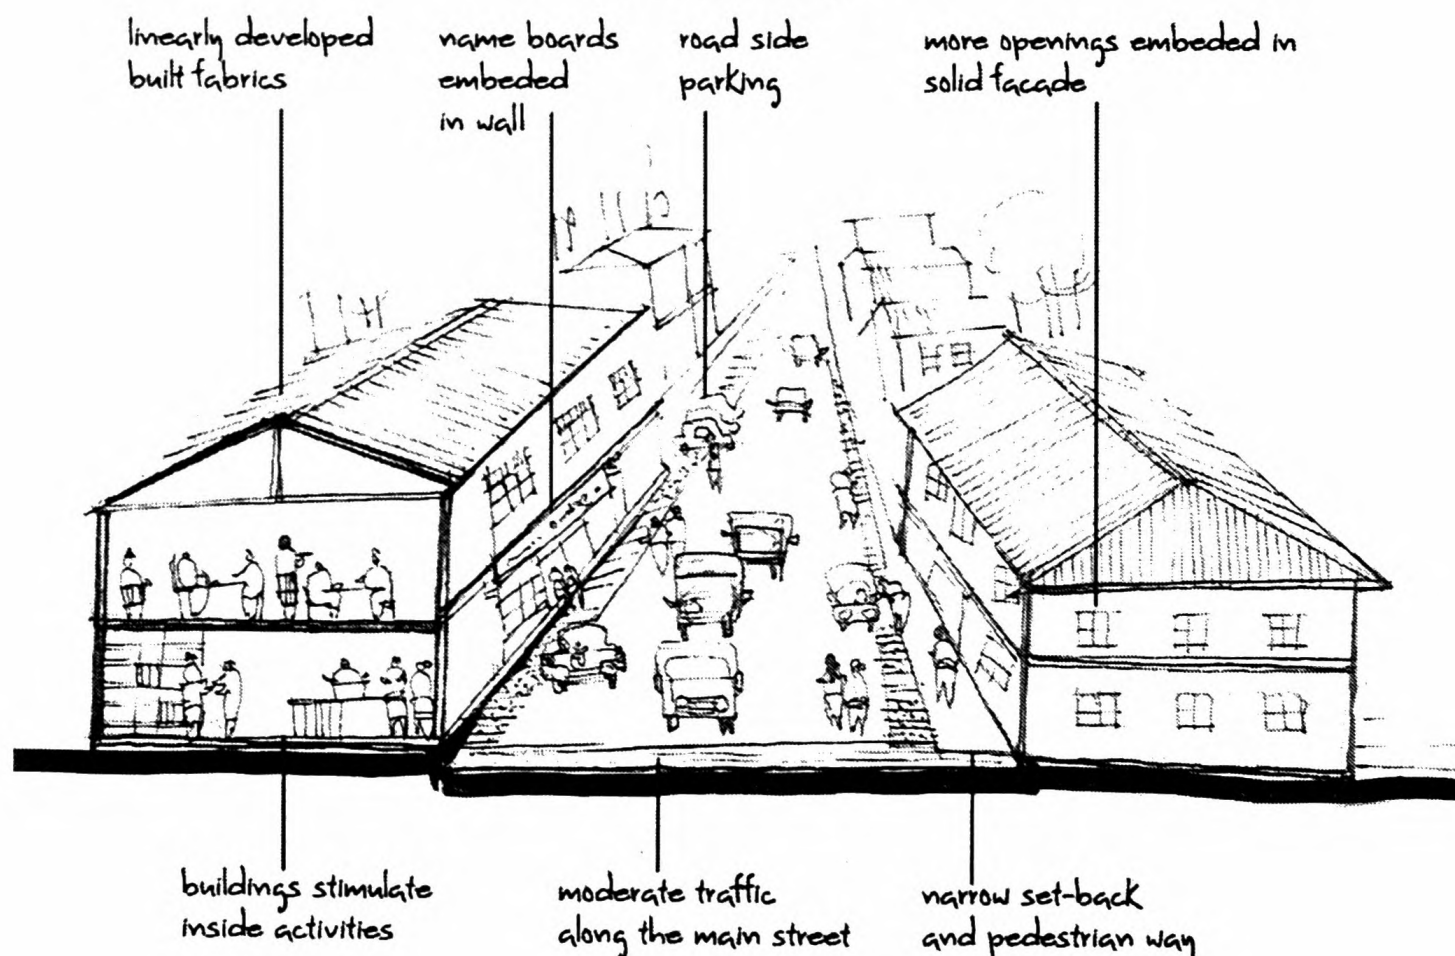 linearly developed
built fabrics
name boards
embeded
in wall
road side
parking
more openings embeded in
solid facade
buildings stimulate
inside activities
moderate traffic
along the main street
narrow set-back
and pedestrian way